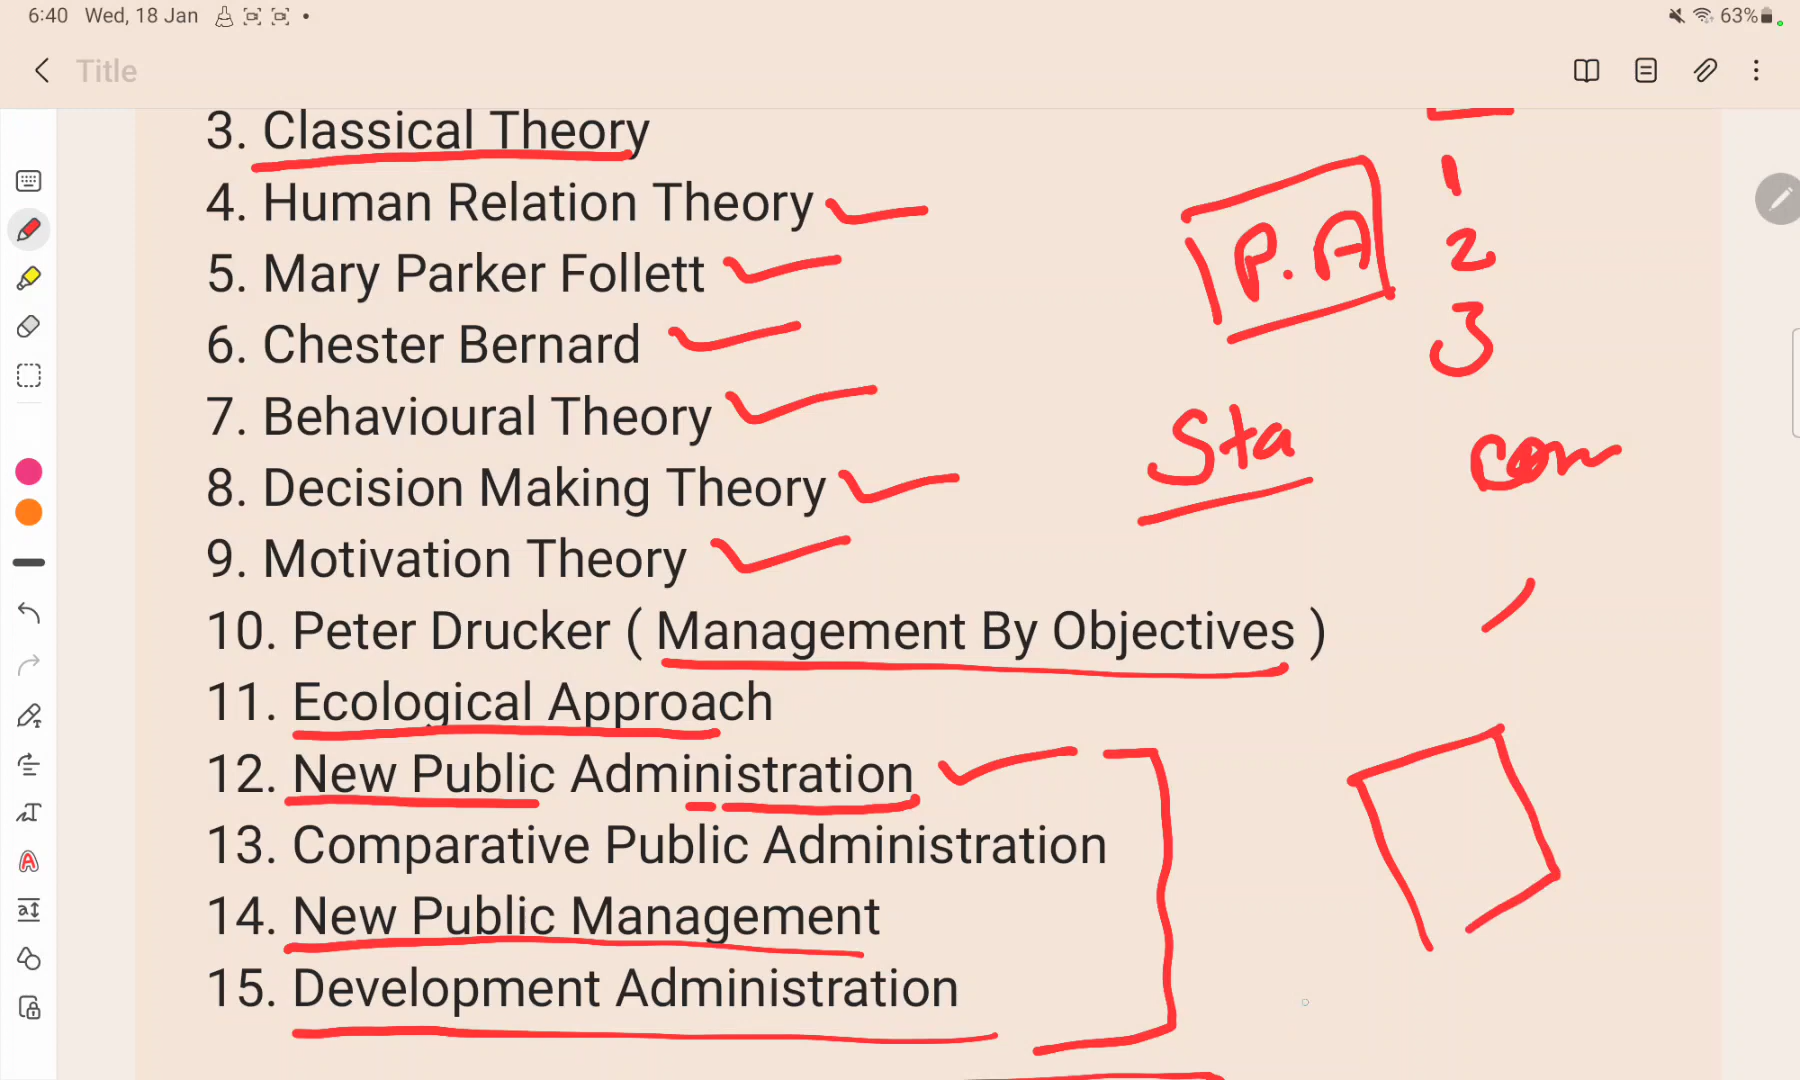 6:40 Wed, 18 Jan 63%
Title
3. Classical Theory
4. Human Relation Theory
5. Mary Parker Follett
6. Chester Bernard
7. Behavioural Theory
8. Decision Making Theory
9. Motivation Theory
10. Peter Drucker ( Management By Objectives )
11. Ecological Approach
12. New Public Administration
13. Comparative Public Administration
14. New Public Management
15. Development Administration
P.A
1
2
3
Sta